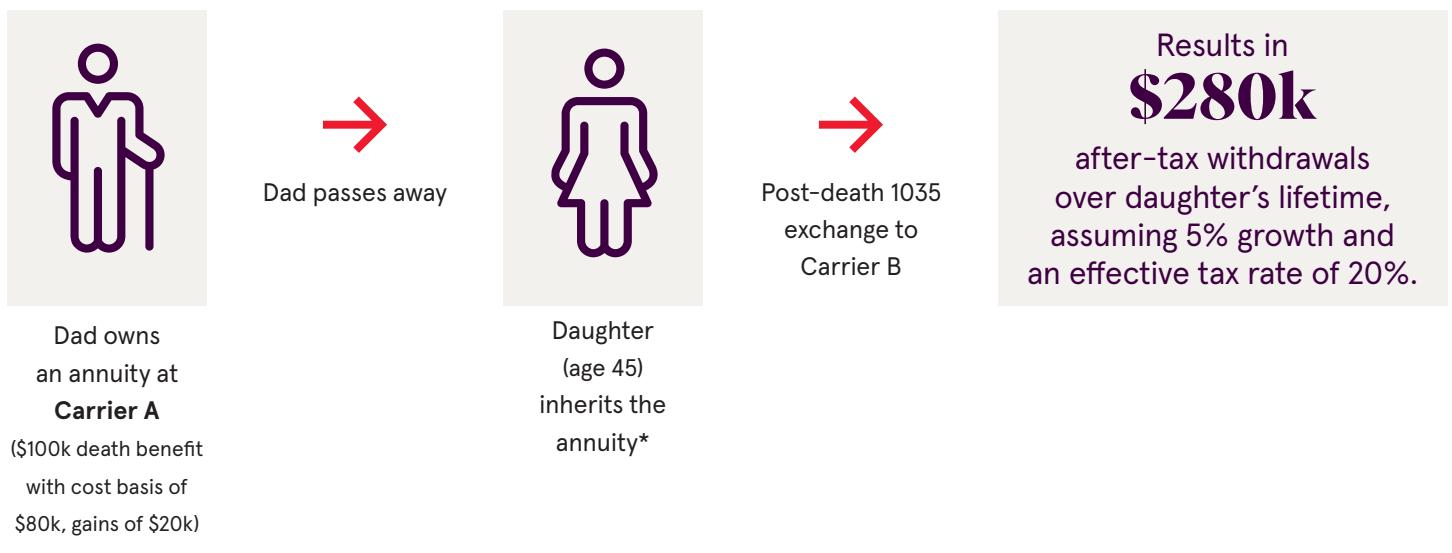 Dad owns
an annuity at
Carrier A
($100k death benefit
with cost basis of
$80k, gains of $20k)
Dad passes away
Daughter
(age 45)
inherits the
annuity*
Post-death 1035
exchange to
Carrier B
Results in
$280k
after-tax withdrawals
over daughter’s lifetime,
assuming 5% growth and
an effective tax rate of 20%.